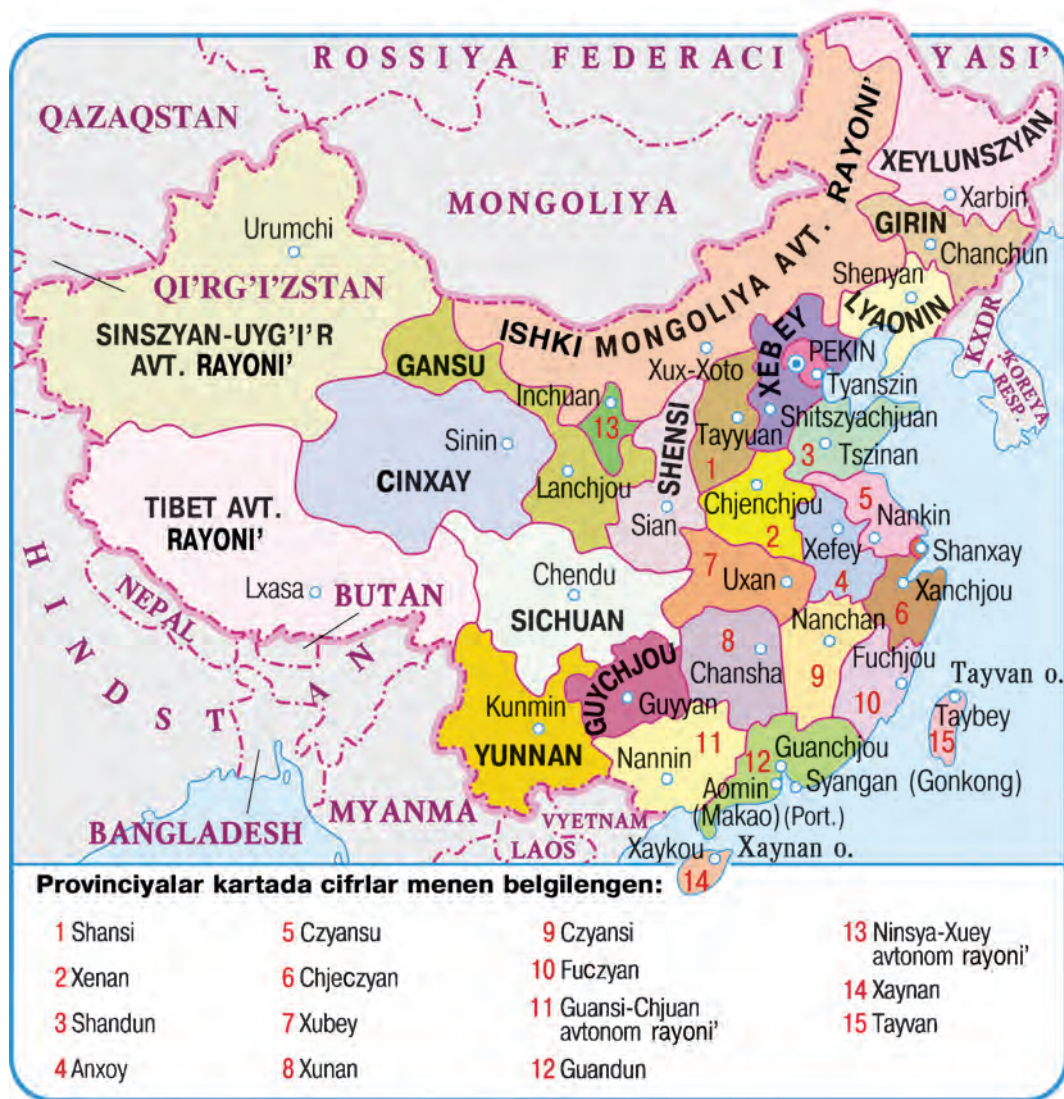 ROSSIYA FEDERACI YASI’
QAZAQSTAN
MONGOLIYA
XEYLUNSZYAN
Xarbin
GIRIN
Chanchun
Shenyan
LYAONIN
Urumchi
QI’RG’I’ZSTAN
SINSZYAN-UYG’I’R
AVT. RAYONI’
ISHKI MONGOLIYA AVT. RAYONI’
GANSU
Xux-Xoto
XEBEY
PEKIN
Tyanszin
KXDR
KOREYA
RESP.
Inchuan
13
Shitszyachjuan
Tayyuan
1
SHENSI
3
Tszinan
Sinin
CINXAY
Lanchjou
Chjenchjou
2
Sian
5
Nankin
Xefey
4
Shanxay
TIBET AVT.
RAYONI’
Lxasa
HINDSTAN
NEPAL
BUTAN
Chendu
SICHUAN
7
Uxan
Xanchjou
6
Nanchan
9
8
Chansha
Fuchjou
10
Tayvan o.
Taybey
15
GUYCHJOU
Guyyan
Kunmin
YUNNAN
11
Nannin
12
Guanchjou
Syangan (Gonkong)
Aomin
(Makao) (Port.)
BANGLADESH
MYANMA
VYETNAM
LAOS
Xaykou
Xaynan o.
14
Provinciyalar kartada cifrlar menen belgilengen:
1 Shansi
2 Xenan
3 Shandun
4 Anxoy
5 Czyansu
6 Chjeczyan
7 Xubey
8 Xunan
9 Czyansi
10 Fuczyan
11 Guansi-Chjuan
avtonom rayoni’
12 Guandun
13 Ninsya-Xuey
avtonom rayoni’
14 Xaynan
15 Tayvan